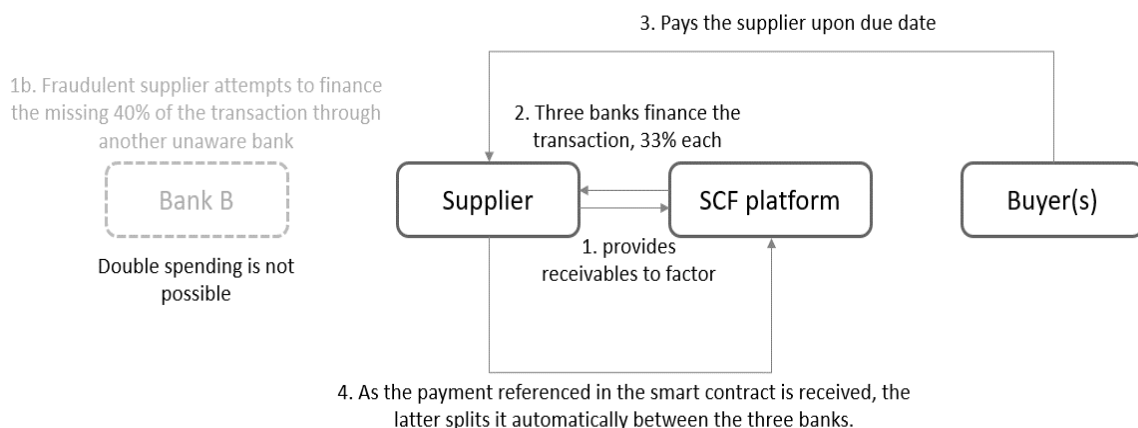 3. Pays the supplier upon due date
1b. Fraudulent supplier attempts to finance
the missing 40% of the transaction through
another unaware bank
2. Three banks finance the
transaction, 33% each
Bank B
Supplier
SCF platform
Buyer(s)
Double spending is not
possible
1. provides
receivables to factor
4. As the payment referenced in the smart contract is received, the
latter splits it automatically between the three banks.